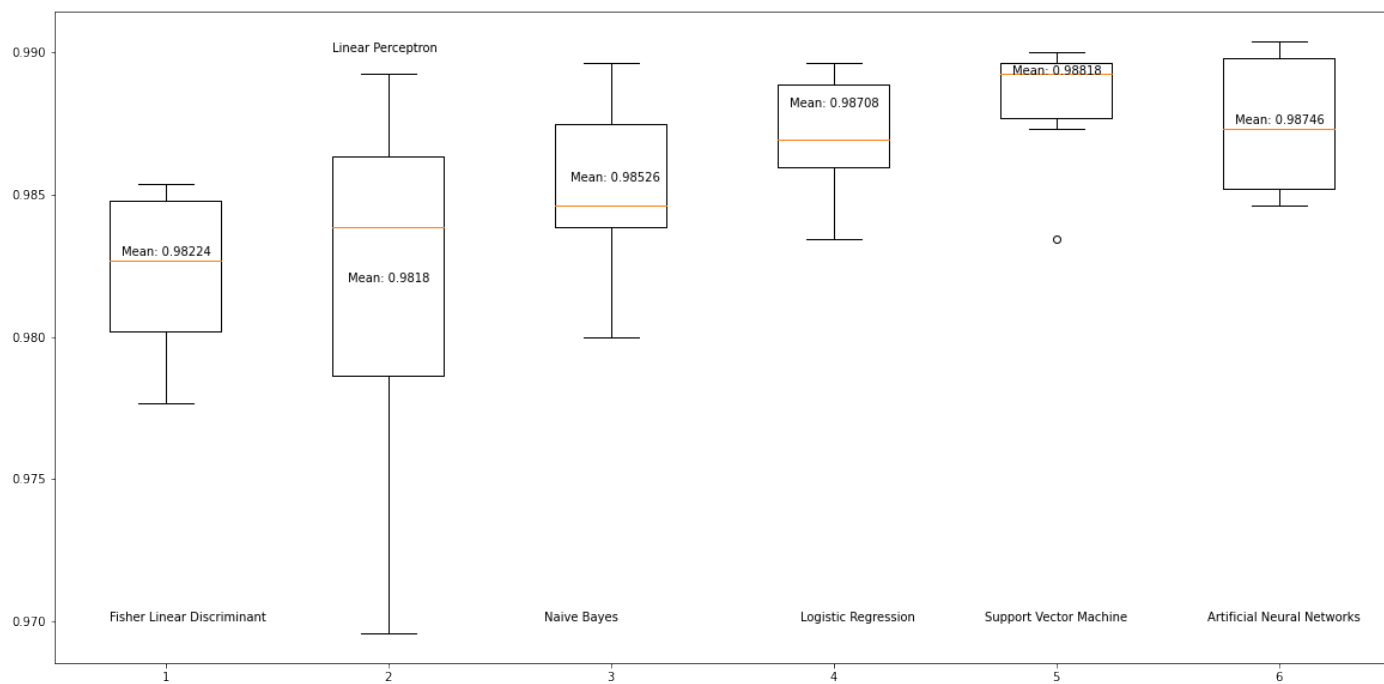 0.990
0.985
0.980
0.975
0.970
Linear Perceptron
Mean: 0.98224
Mean: 0.9818
Mean: 0.98526
Mean: 0.98708
Mean: 0.98818
Mean: 0.98746
Fisher Linear Discriminant
Naive Bayes
Logistic Regression
Support Vector Machine
Artificial Neural Networks
1
2
3
4
5
6